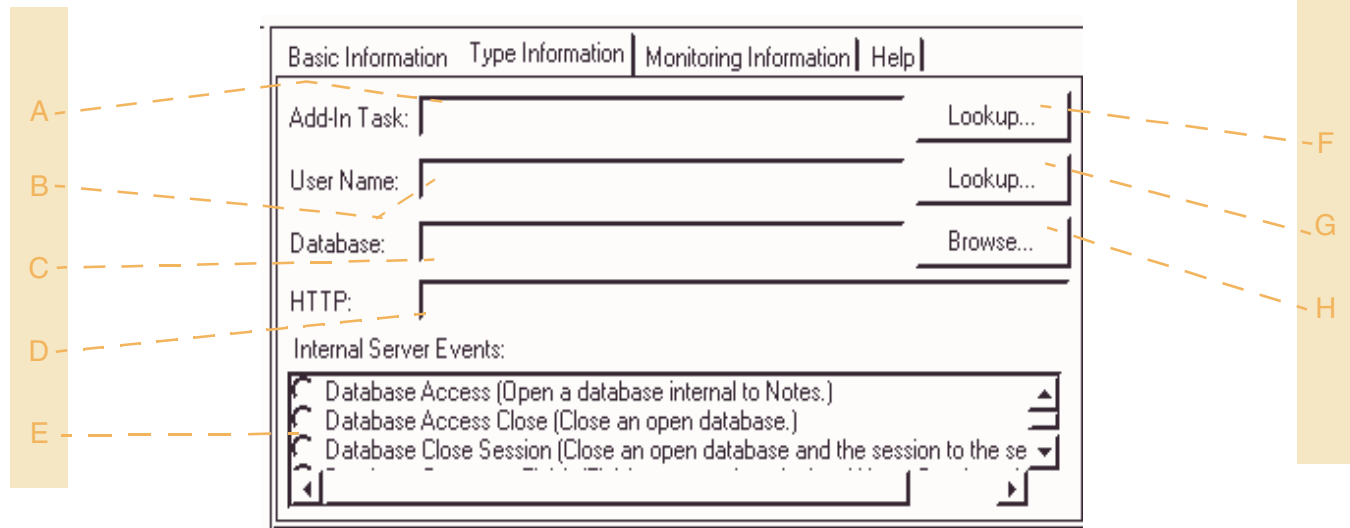 Basic Information Type Information Monitoring Information Help
A
Add-In Task: Lookup...
F
B
User Name: Lookup...
G
C
Database: Browse...
H
HTTP:
D
Internal Server Events:
Database Access (Open a database internal to Notes.)
Database Access Close (Close an open database.)
E
Database Close Session (Close an open database and the session to the se